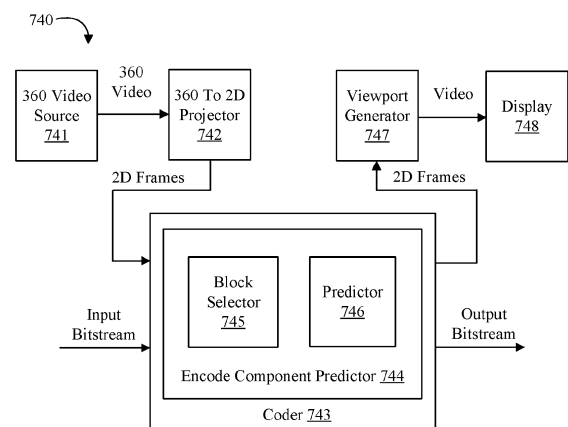 740
360 Video
Source
741
360
Video
360 To 2D
Projector
742
Viewport
Generator
747
Video
Display
748
2D Frames
2D Frames
Block
Selector
745
Predictor
746
Input
Bitstream
Output
Bitstream
Encode Component Predictor 744
Coder 743